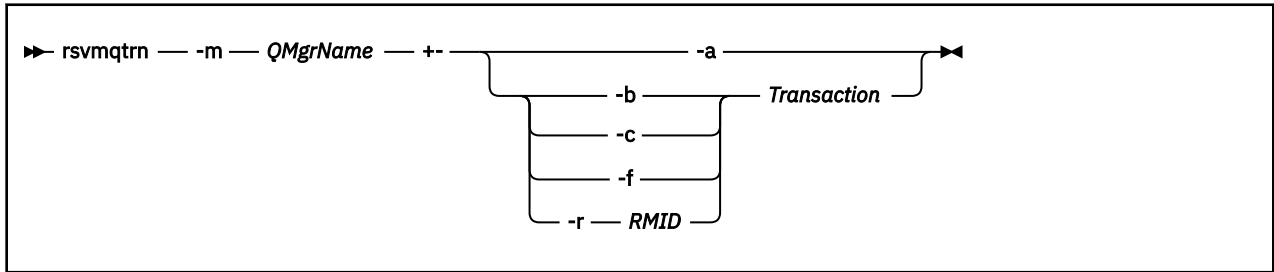 rsvmqtrn -m QMgrName +- -a
-b Transaction
-c
-f
-r RMID